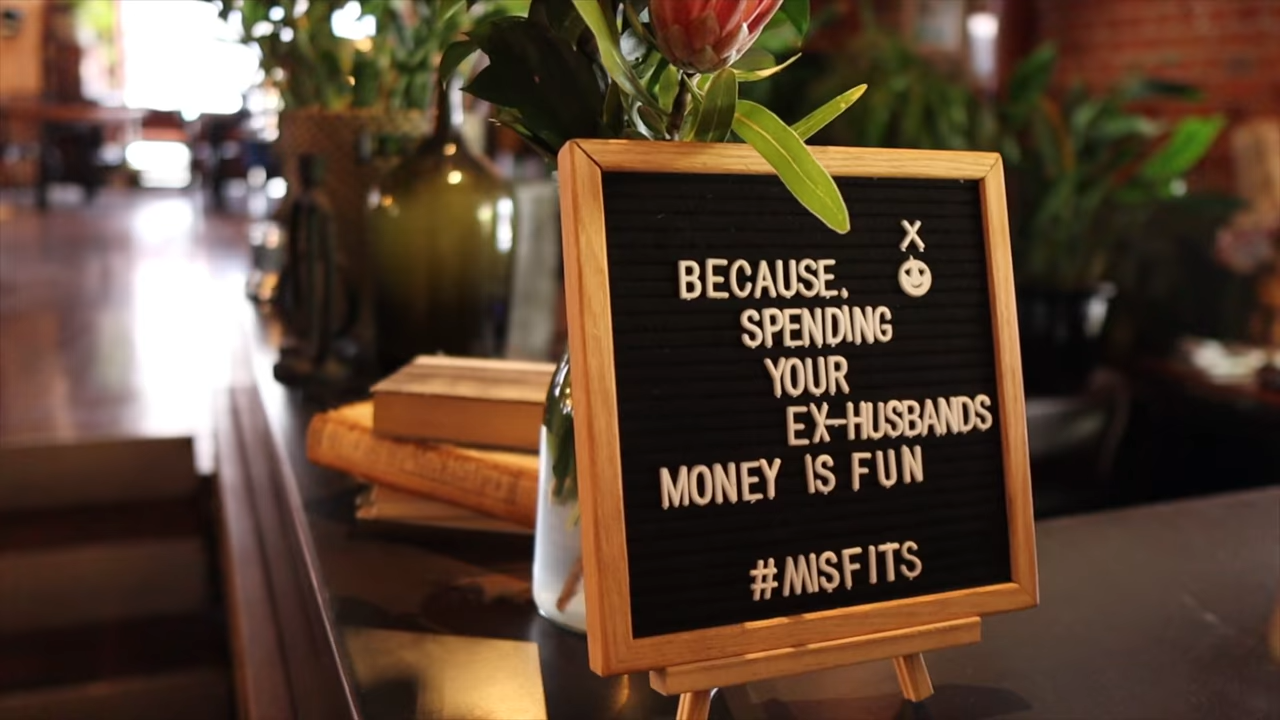 X
BECAUSE.
SPENDING
YOUR
EX-HUSBANDS
MONEY IS FUN
#MISFITS